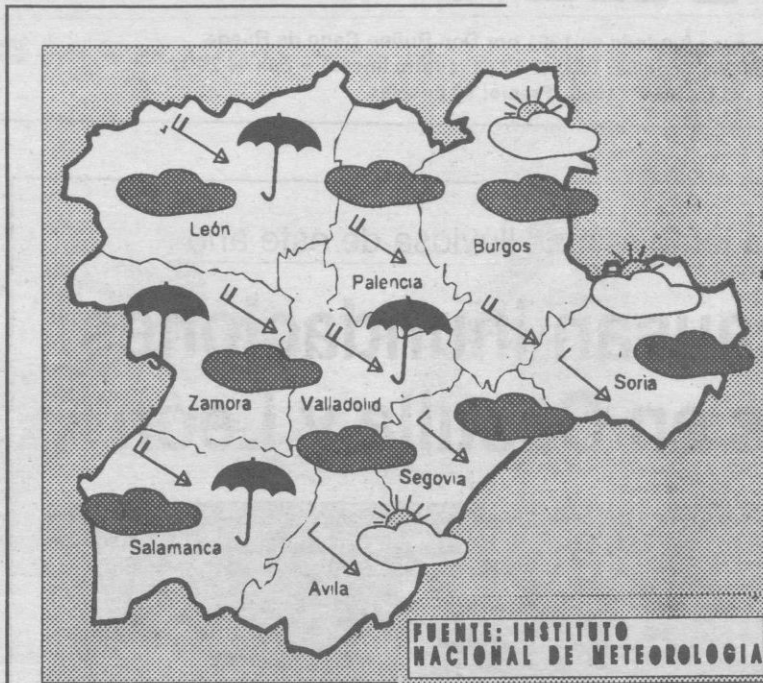 León
Burgos
Palencia
Soria
Zamora
Valladolid
Segovia
Salamanca
Avila
FUENTE: INSTITUTO
NACIONAL DE METEOROLOGIA